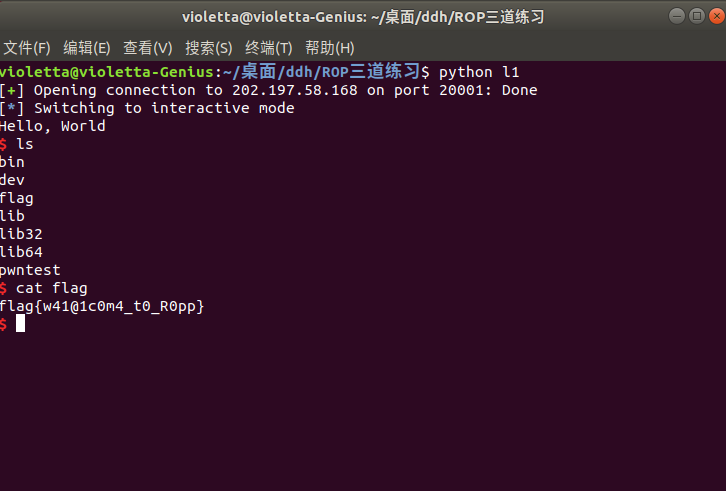 violetta@violetta-Genius: ~/桌面/ddh/ROP三道练习
文件(F) 编辑(E) 查看(V) 搜索(S) 终端(T) 帮助(H)
violetta@violetta-Genius:~/桌面/ddh/ROP三道练习$ python l1
[+] Opening connection to 202.197.58.168 on port 20001: Done
[*] Switching to interactive mode
Hello, World
$ ls
bin
dev
flag
lib
lib32
lib64
pwntest
$ cat flag
flag{w41@1c0m4_t0_R0pp}
$